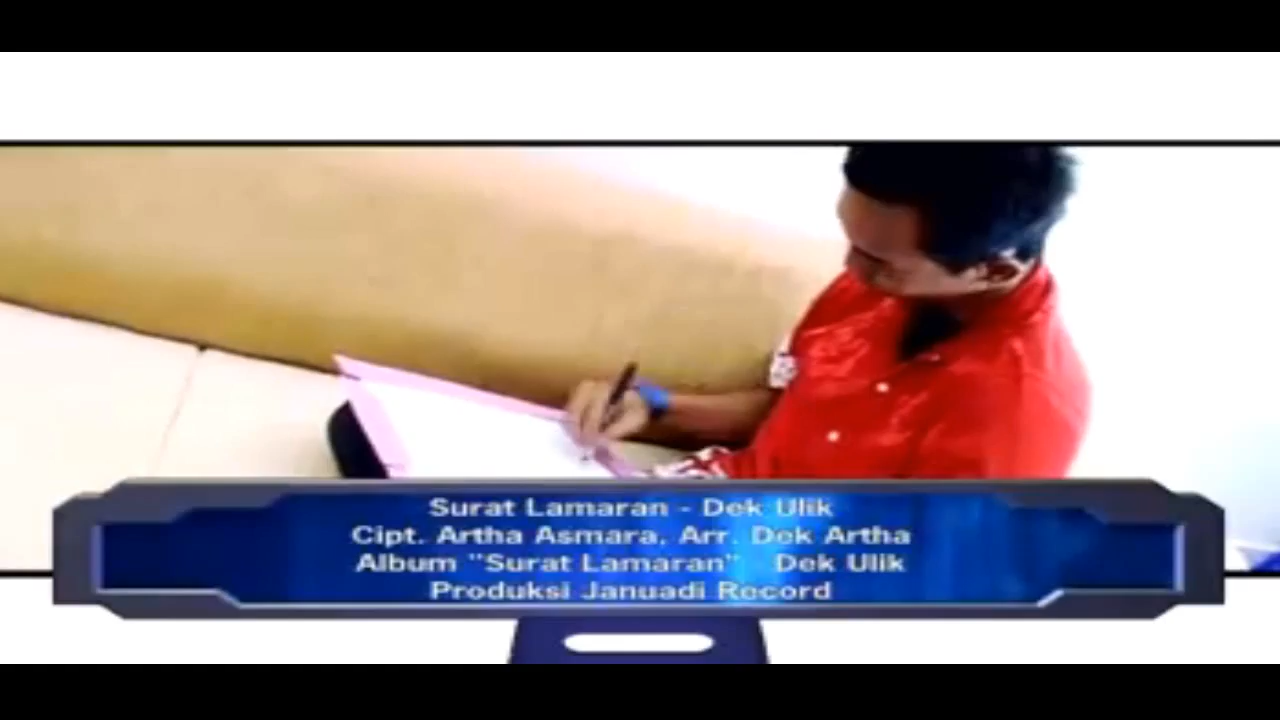 Surat Lamaran - Dek Ulik
Cipt. Artha Asmara, Arr. Dek Artha
Album "Surat Lamaran" - Dek Ulik
Produksi Januadi Record